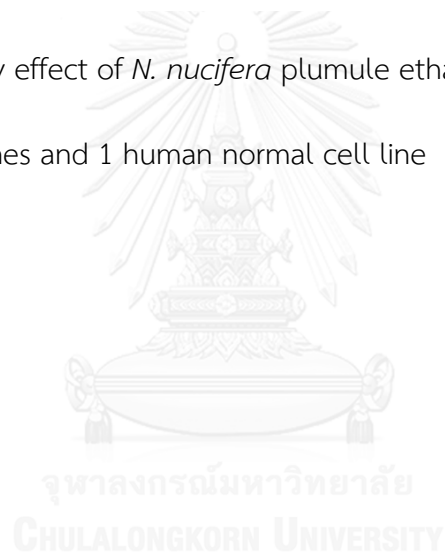 y effect of N. nucifera plumule etha
nes and 1 human normal cell line
จุฬาลงกรณ์มหาวิทยาลัย
CHULALONGKORN UNIVERSITY